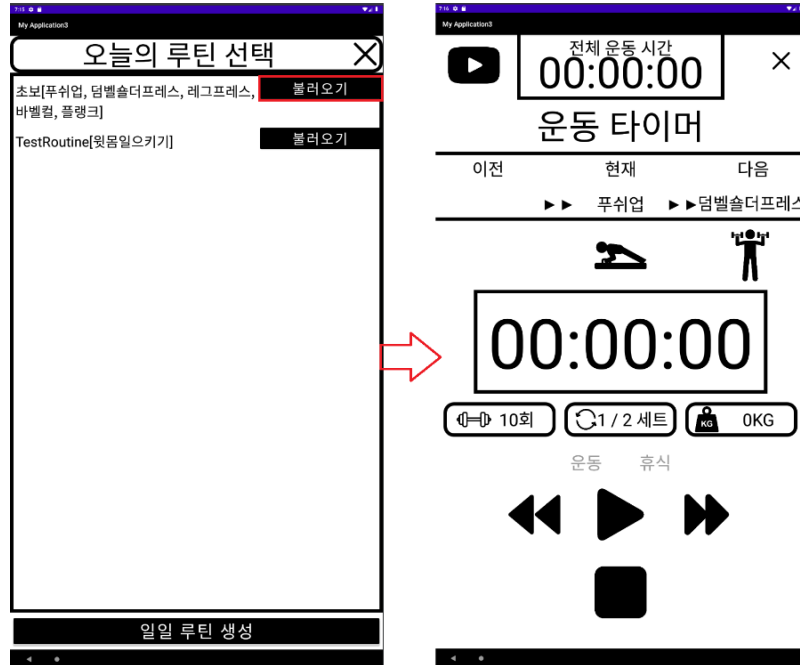 7:15
My Application3
오늘의 루틴 선택
초보[푸쉬업, 덤벨숄더프레스, 레그프레스,
바벨컬, 플랭크]
불러오기
TestRoutine[윗몸일으키기]
불러오기
일일 루틴 생성
7:16
My Application3
전체 운동 시간
00:00:00
운동 타이머
이전 현재 다음
►► 푸쉬업 ►►덤벨숄더프레스
00:00:00
10회
1 / 2 세트
KG 0KG
운동 휴식